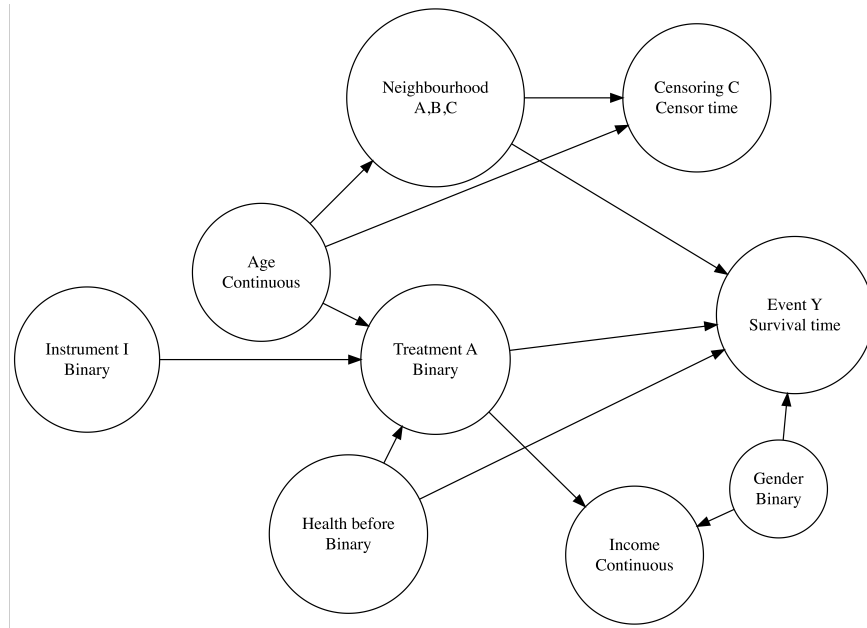 Neighbourhood
A,B,C
Censoring C
Censor time
Age
Continuous
Event Y
Survival time
Instrument I
Binary
Treatment A
Binary
Gender
Binary
Health before
Binary
Income
Continuous